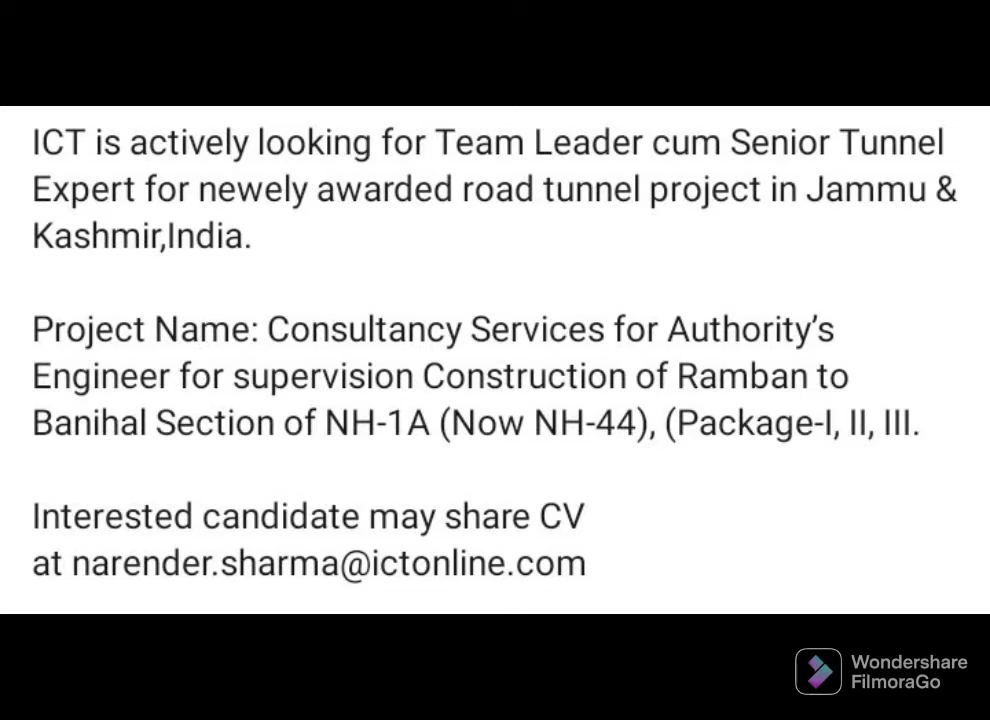 ICT is actively looking for Team Leader cum Senior Tunnel
Expert for newely awarded road tunnel project in Jammu &
Kashmir,India.
Project Name: Consultancy Services for Authority’s
Engineer for supervision Construction of Ramban to
Banihal Section of NH-1A (Now NH-44), (Package-I, II, III.
Interested candidate may share CV
at narender.sharma@ictonline.com
Wondershare
FilmoraGo